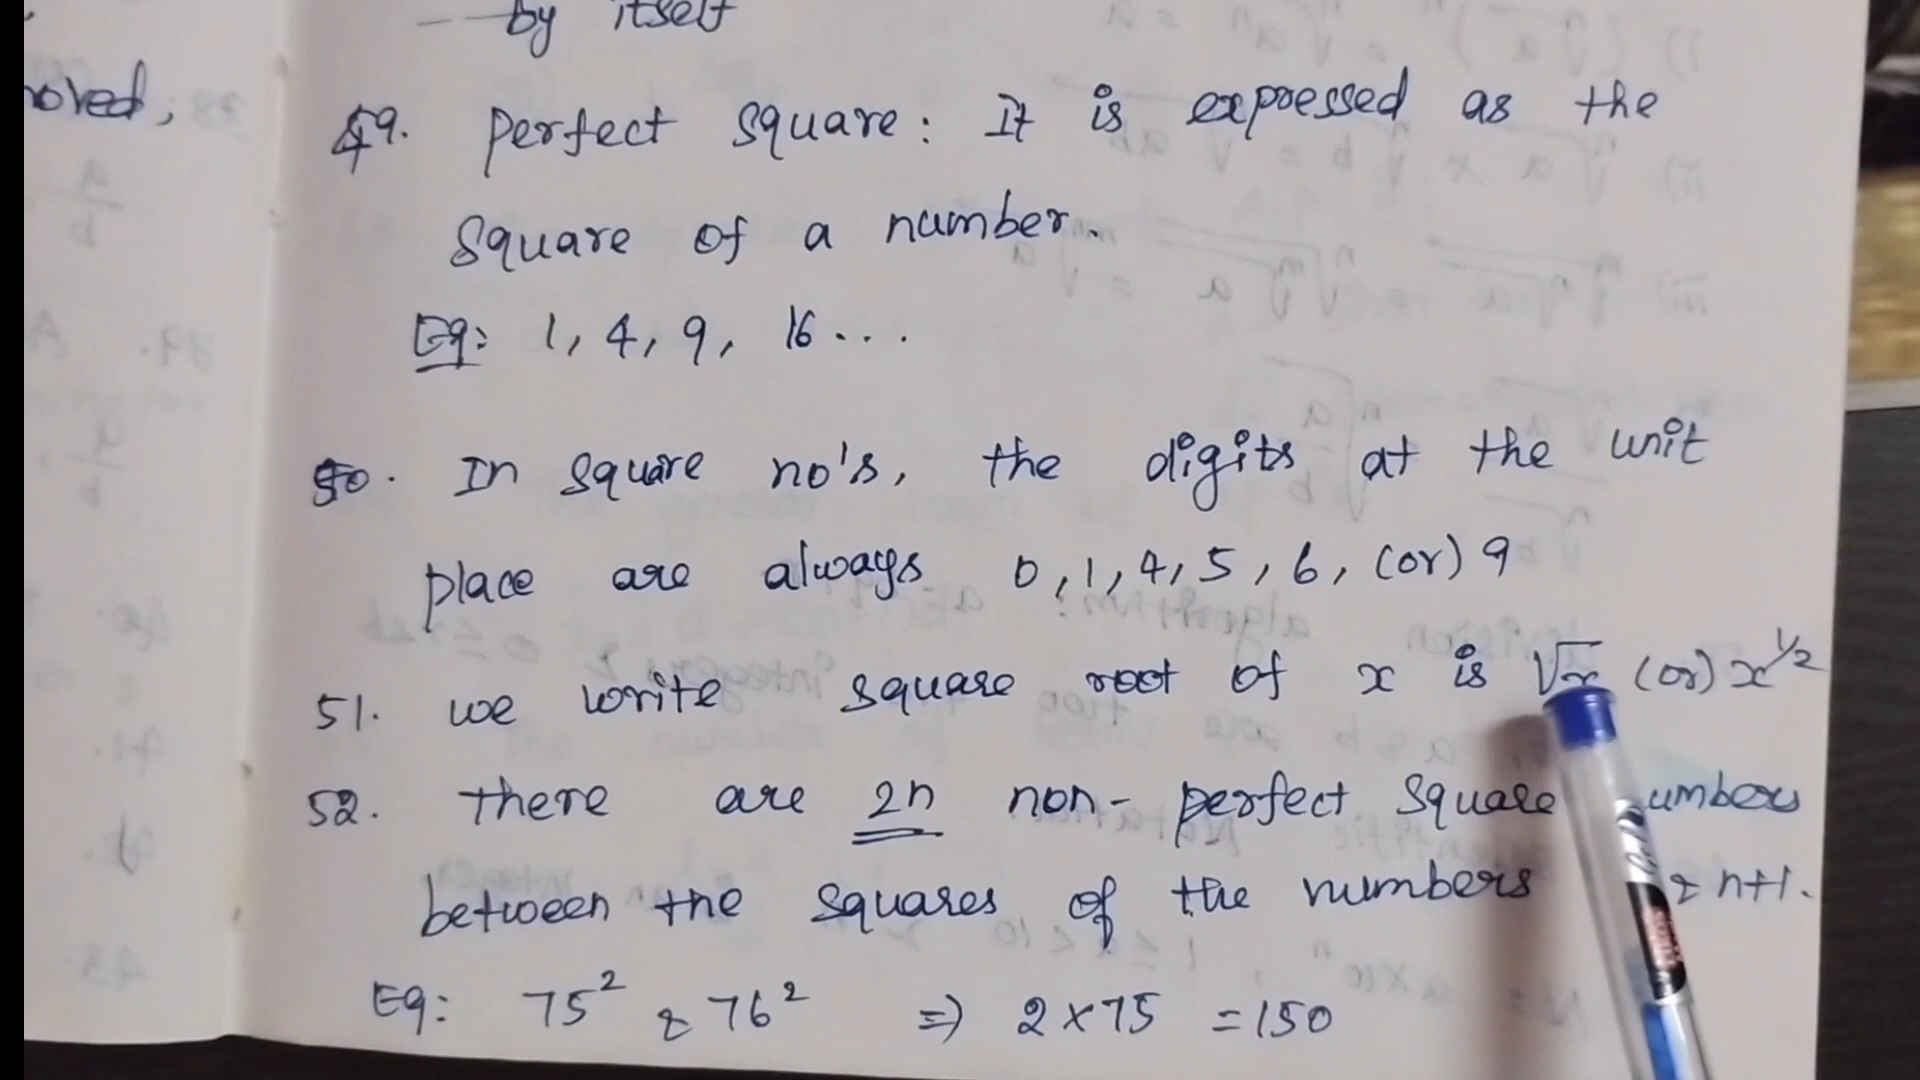 by itself
oved;
49. Perfect square: It is expressed as the
square of a number.
Eg: 1, 4, 9, 16...
50. In square no's, the digits at the unit
place are always 0, 1, 4, 5, 6, (or) 9
51. we write square root of x is √x (or) x^1/2
52. There are 2n non-perfect square umbers
between the squares of the numbers & n+1.
Eg: 75² & 76² ⇒ 2×75 = 150